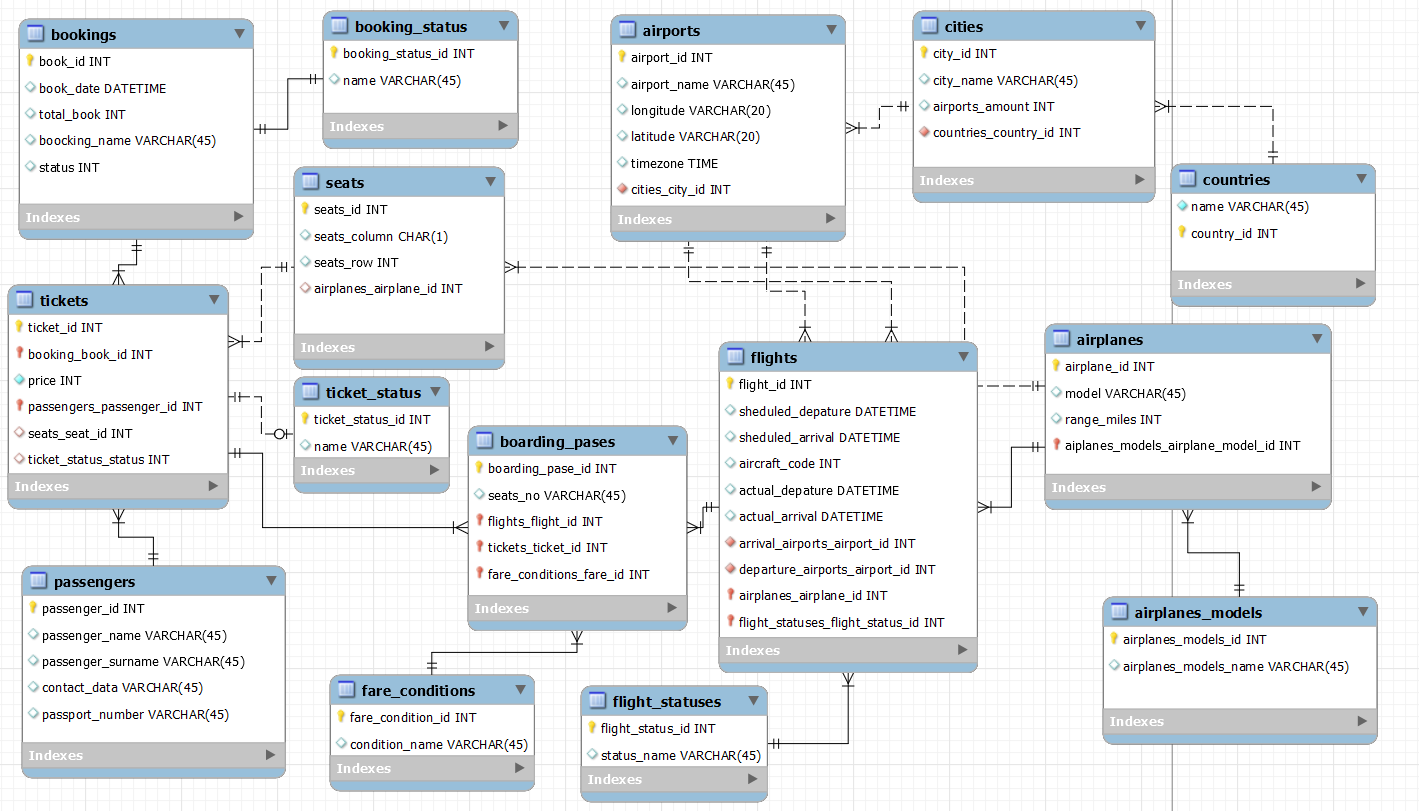 bookings
book_id INT
book_date DATETIME
total_book INT
boocking_name VARCHAR(45)
status INT
Indexes
booking_status
booking_status_id INT
name VARCHAR(45)
Indexes
airports
airport_id INT
airport_name VARCHAR(45)
longitude VARCHAR(20)
latitude VARCHAR(20)
timezone TIME
cities_city_id INT
Indexes
cities
city_id INT
city_name VARCHAR(45)
airports_amount INT
countries_country_id INT
Indexes
countries
name VARCHAR(45)
country_id INT
Indexes
seats
seats_id INT
seats_column CHAR(1)
seats_row INT
airplanes_airplane_id INT
Indexes
tickets
ticket_id INT
booking_book_id INT
price INT
passengers_passenger_id INT
seats_seat_id INT
ticket_status_status INT
Indexes
ticket_status
ticket_status_id INT
name VARCHAR(45)
Indexes
boarding_pases
boarding_pase_id INT
seats_no VARCHAR(45)
flights_flight_id INT
tickets_ticket_id INT
fare_conditions_fare_id INT
Indexes
flights
flight_id INT
sheduled_depature DATETIME
sheduled_arrival DATETIME
aircraft_code INT
actual_depature DATETIME
actual_arrival DATETIME
arrival_airports_airport_id INT
departure_airports_airport_id INT
airplanes_airplane_id INT
flight_statuses_flight_status_id INT
Indexes
airplanes
airplane_id INT
model VARCHAR(45)
range_miles INT
aiplanes_models_airplane_model_id INT
Indexes
passengers
passenger_id INT
passenger_name VARCHAR(45)
passenger_surname VARCHAR(45)
contact_data VARCHAR(45)
passport_number VARCHAR(45)
Indexes
fare_conditions
fare_condition_id INT
condition_name VARCHAR(45)
Indexes
flight_statuses
flight_status_id INT
status_name VARCHAR(45)
Indexes
airplanes_models
airplanes_models_id INT
airplanes_models_name VARCHAR(45)
Indexes